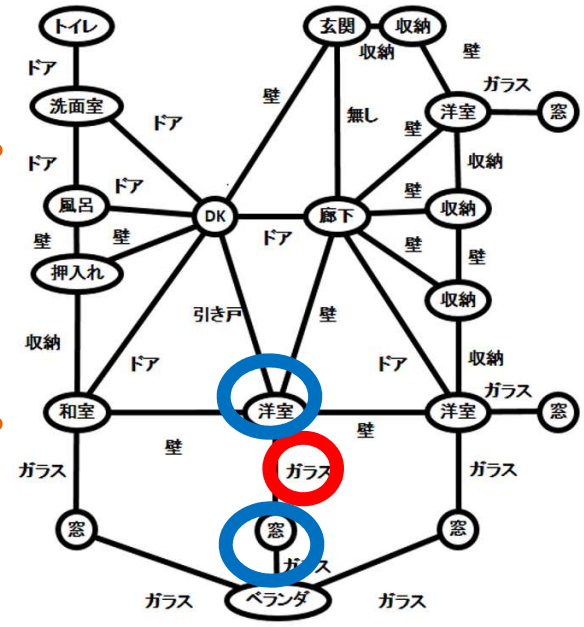 トイレ
玄関
収納
収納
壁
ドア
ガラス
壁
洗面室
ドア
無し
壁
洋室
窓
ドア
ドア
収納
壁
風呂
DK
廊下
収納
ドア
壁
壁
壁
壁
押入れ
収納
引き戸
壁
収納
ドア
ドア
収納
ガラス
和室
洋室
洋室
窓
壁
壁
ガラス
ガラス
ガラス
窓
窓
窓
ガラス
ガラス
ベランダ
ガラス